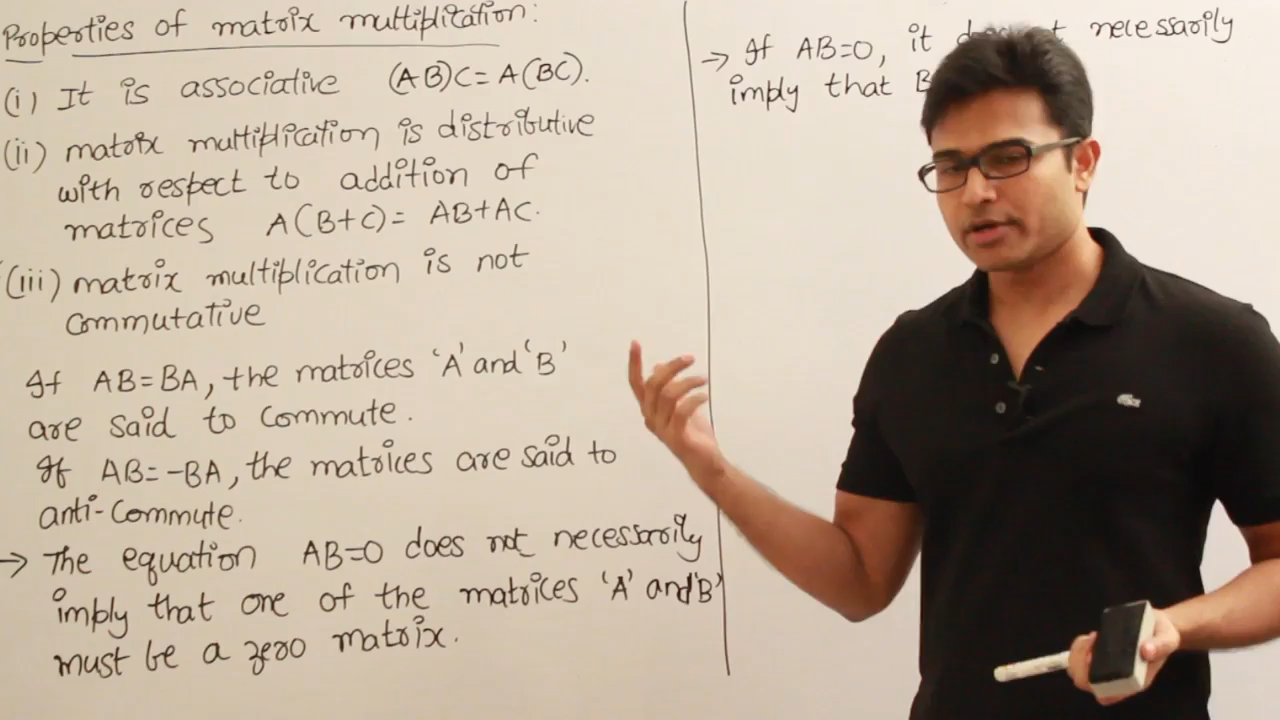 Properties of matrix multiplication:
(i) It is associative (AB)C = A(BC).
(ii) matrix multiplication is distributive
with respect to addition of
matrices A(B+C) = AB+AC.
(iii) matrix multiplication is not
commutative
If AB=BA, the matrices 'A' and 'B'
are said to commute.
If AB=-BA, the matrices are said to
anti-commute.
→ The equation AB=0 does not necessarily
imply that one of the matrices 'A' and 'B'
must be a zero matrix.
→ If AB=0, it necessarily
imply that